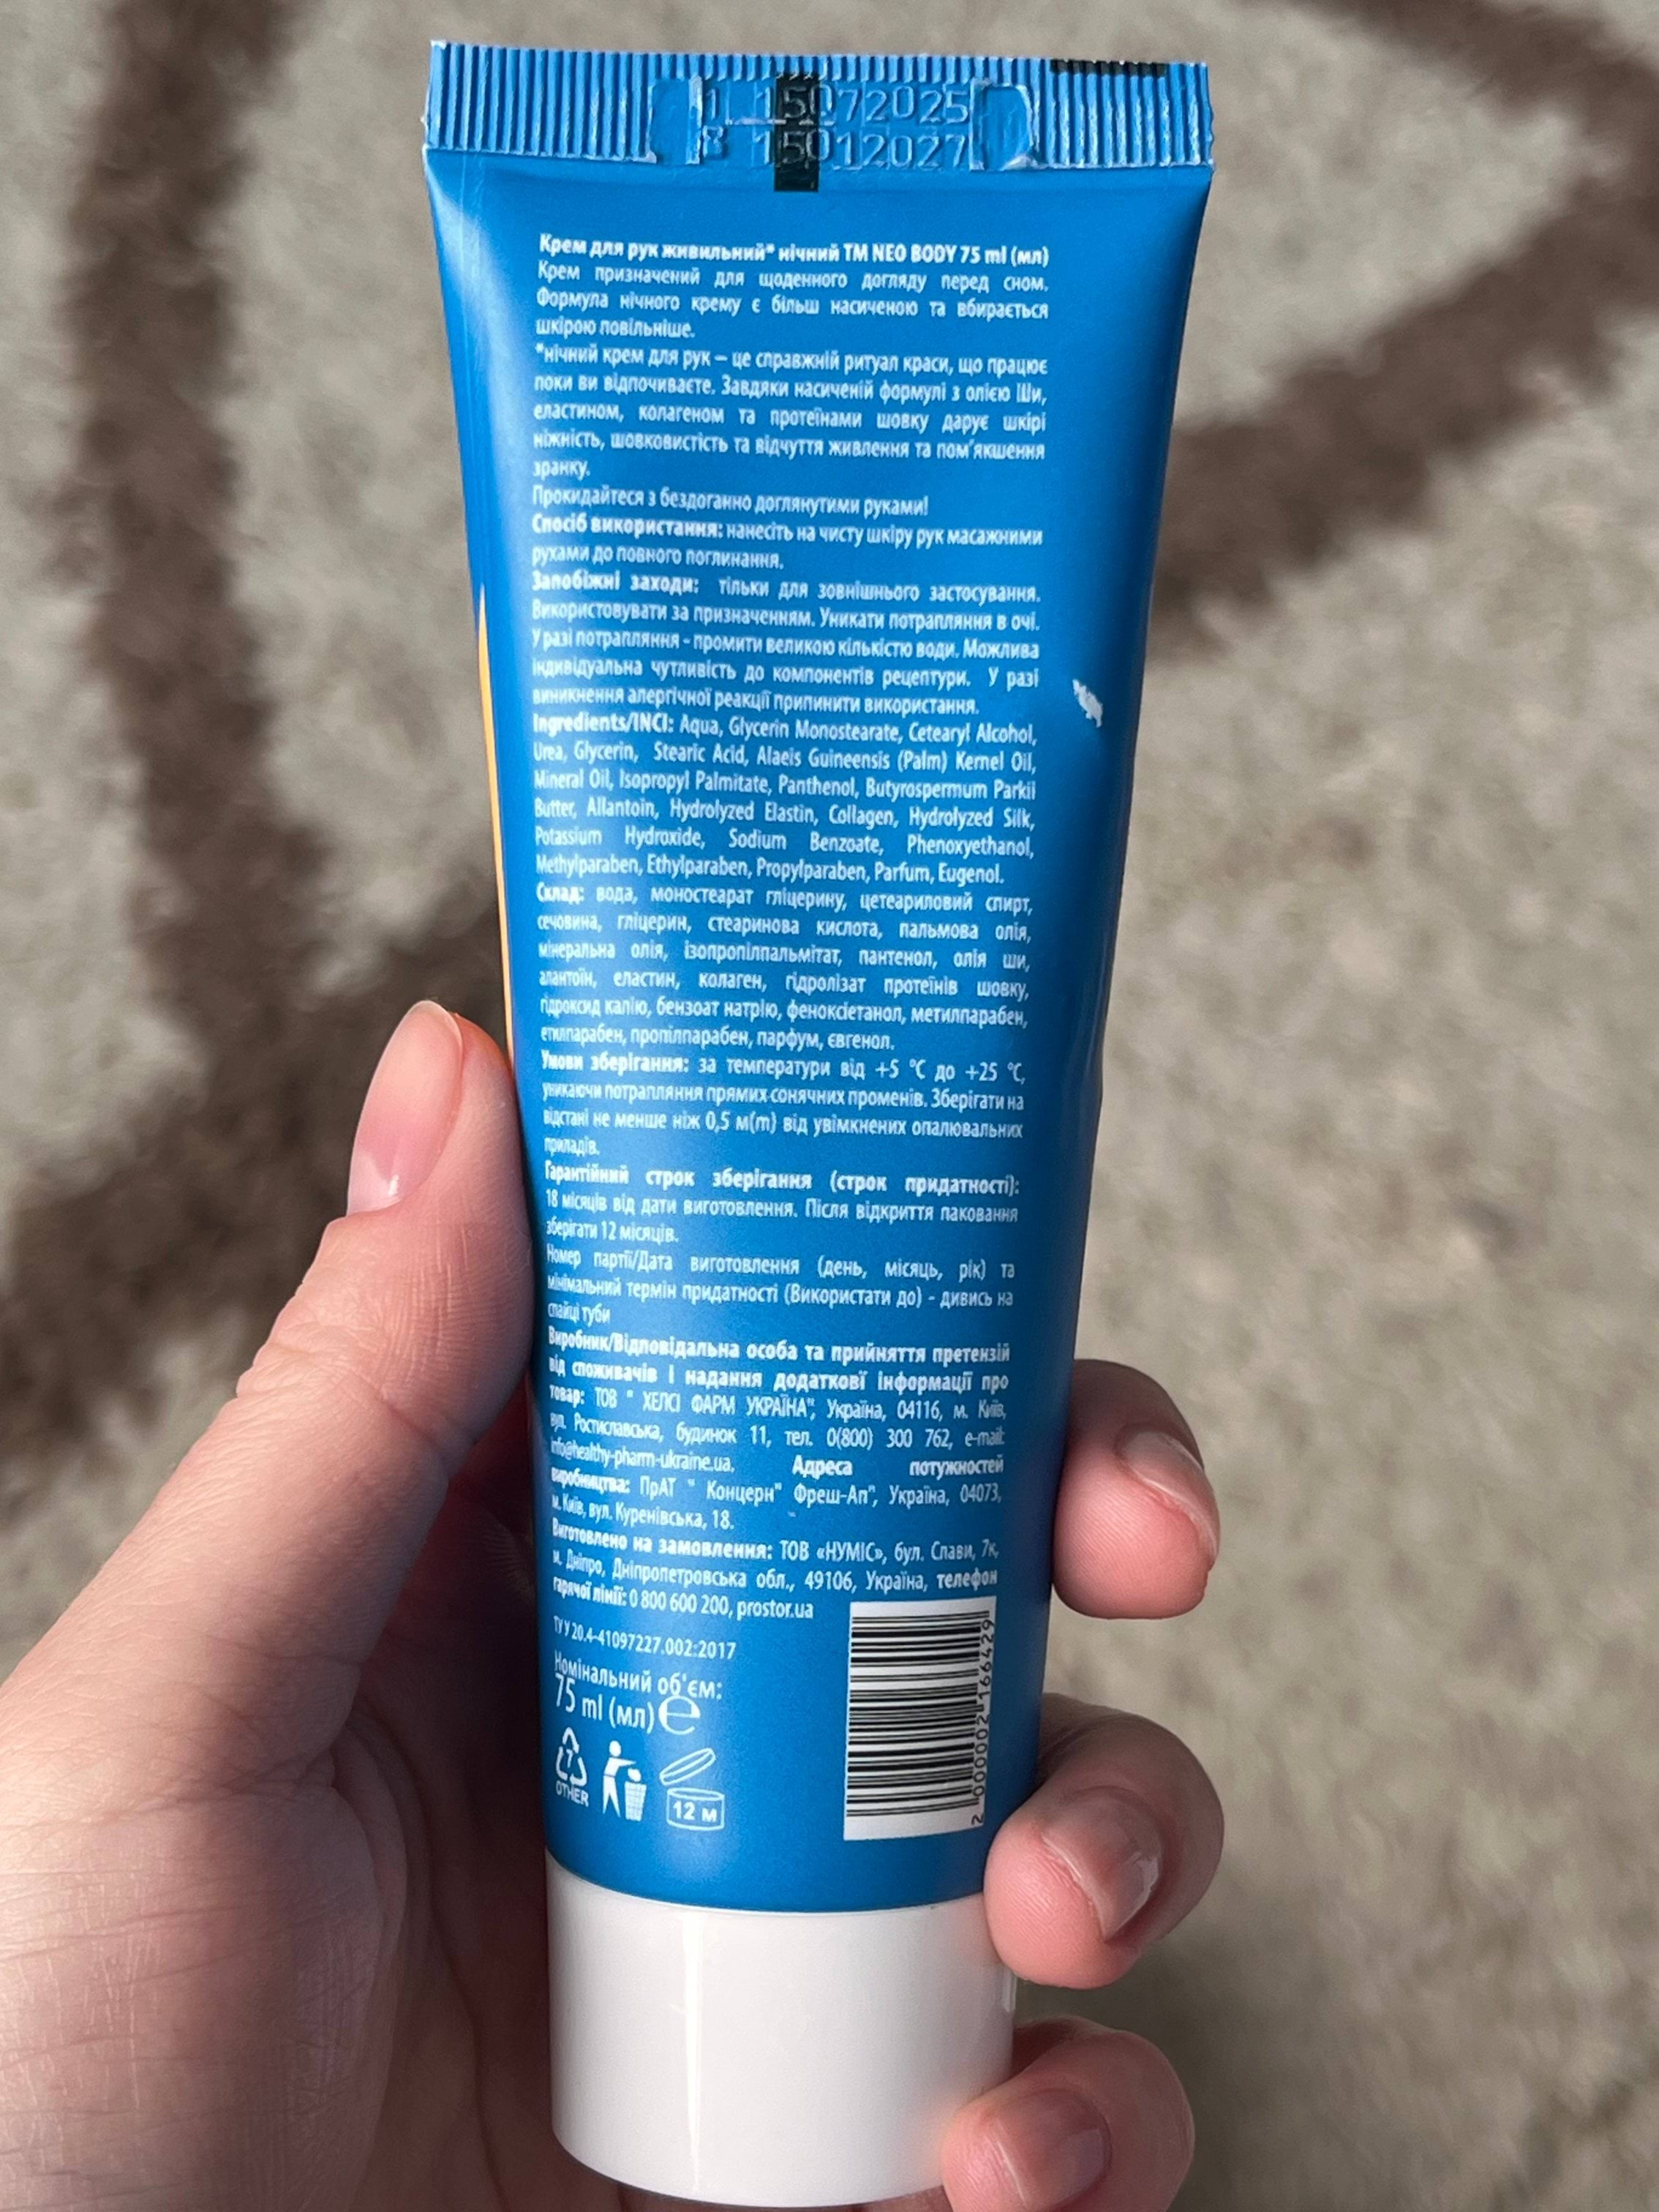 1 15072025
8 15012027
Крем для рук живильний* нічний ТМ NEO BODY 75 ml (мл)
Крем призначений для щоденного догляду перед сном.
Формула нічного крему є більш насиченою та вбирається
шкірою повільніше.
*нічний крем для рук – це справжній ритуал краси, що працює
поки ви відпочиваєте. Завдяки насиченій формулі з олією Ши,
еластином, колагеном та протеїнами шовку дарує шкірі
ніжність, шовковистість та відчуття живлення та пом'якшення
зранку.
Прокидайтеся з бездоганно доглянутими руками!
Спосіб використання: нанесіть на чисту шкіру рук масажними
рухами до повного поглинання.
Запобіжні заходи: тільки для зовнішнього застосування.
Використовувати за призначенням. Уникати потрапляння в очі.
У разі потрапляння - промити великою кількістю води. Можлива
індивідуальна чутливість до компонентів рецептури. У разі
виникнення алергічної реакції припинити використання.
Ingredients/INCI: Aqua, Glycerin Monostearate, Cetearyl Alcohol,
Urea, Glycerin, Stearic Acid, Alaeis Guineensis (Palm) Kernel Oil,
Mineral Oil, Isopropyl Palmitate, Panthenol, Butyrospermum Parkii
Butter, Allantoin, Hydrolyzed Elastin, Collagen, Hydrolyzed Silk,
Potassium Hydroxide, Sodium Benzoate, Phenoxyethanol,
Methylparaben, Ethylparaben, Propylparaben, Parfum, Eugenol.
Склад: вода, моностеарат гліцерину, цетеариловий спирт,
сечовина, гліцерин, стеаринова кислота, пальмова олія,
мінеральна олія, ізопропілпальмітат, пантенол, олія ши,
алантоїн, еластин, колаген, гідролізат протеїнів шовку,
гідроксид калію, бензоат натрію, феноксіетанол, метилпарабен,
етилпарабен, пропілпарабен, парфум, євгенол.
Умови зберігання: за температури від +5 °С до +25 °С,
уникаючи потрапляння прямих сонячних променів. Зберігати на
відстані не менше ніж 0,5 м(m) від увімкнених опалювальних
приладів.
Гарантійний строк зберігання (строк придатності):
18 місяців від дати виготовлення. Після відкриття паковання
зберігати 12 місяців.
Номер партії/Дата виготовлення (день, місяць, рік) та
мінімальний термін придатності (Використати до) - дивись на
спайці туби
Виробник/Відповідальна особа та прийняття претензій
від споживачів і надання додаткової інформації про
товар: ТОВ " ХЕЛСІ ФАРМ УКРАЇНА", Україна, 04116, м. Київ,
вул. Ростиславська, будинок 11, тел. 0(800) 300 762, e-mail:
info@healthy-pharm-ukraine.ua, Адреса потужностей
виробництва: ПрАТ " Концерн" Фреш-Ап", Україна, 04073,
м. Київ, вул. Куренівська, 18.
Виготовлено на замовлення: ТОВ «НУМІС», бул. Слави, 7к,
м. Дніпро, Дніпропетровська обл., 49106, Україна, телефон
гарячої лінії: 0 800 600 200, prostor.ua
ТУ У 20.4-41097227.002:2017
Номінальний об'єм:
75 ml (мл) e
7
OTHER
12 м
2 000002 166429